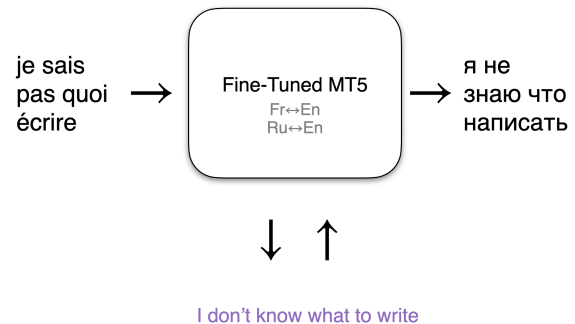 je sais
pas quoi
écrire
Fine-Tuned MT5
Fr↔En
Ru↔En
я не
знаю что
написать
I don't know what to write